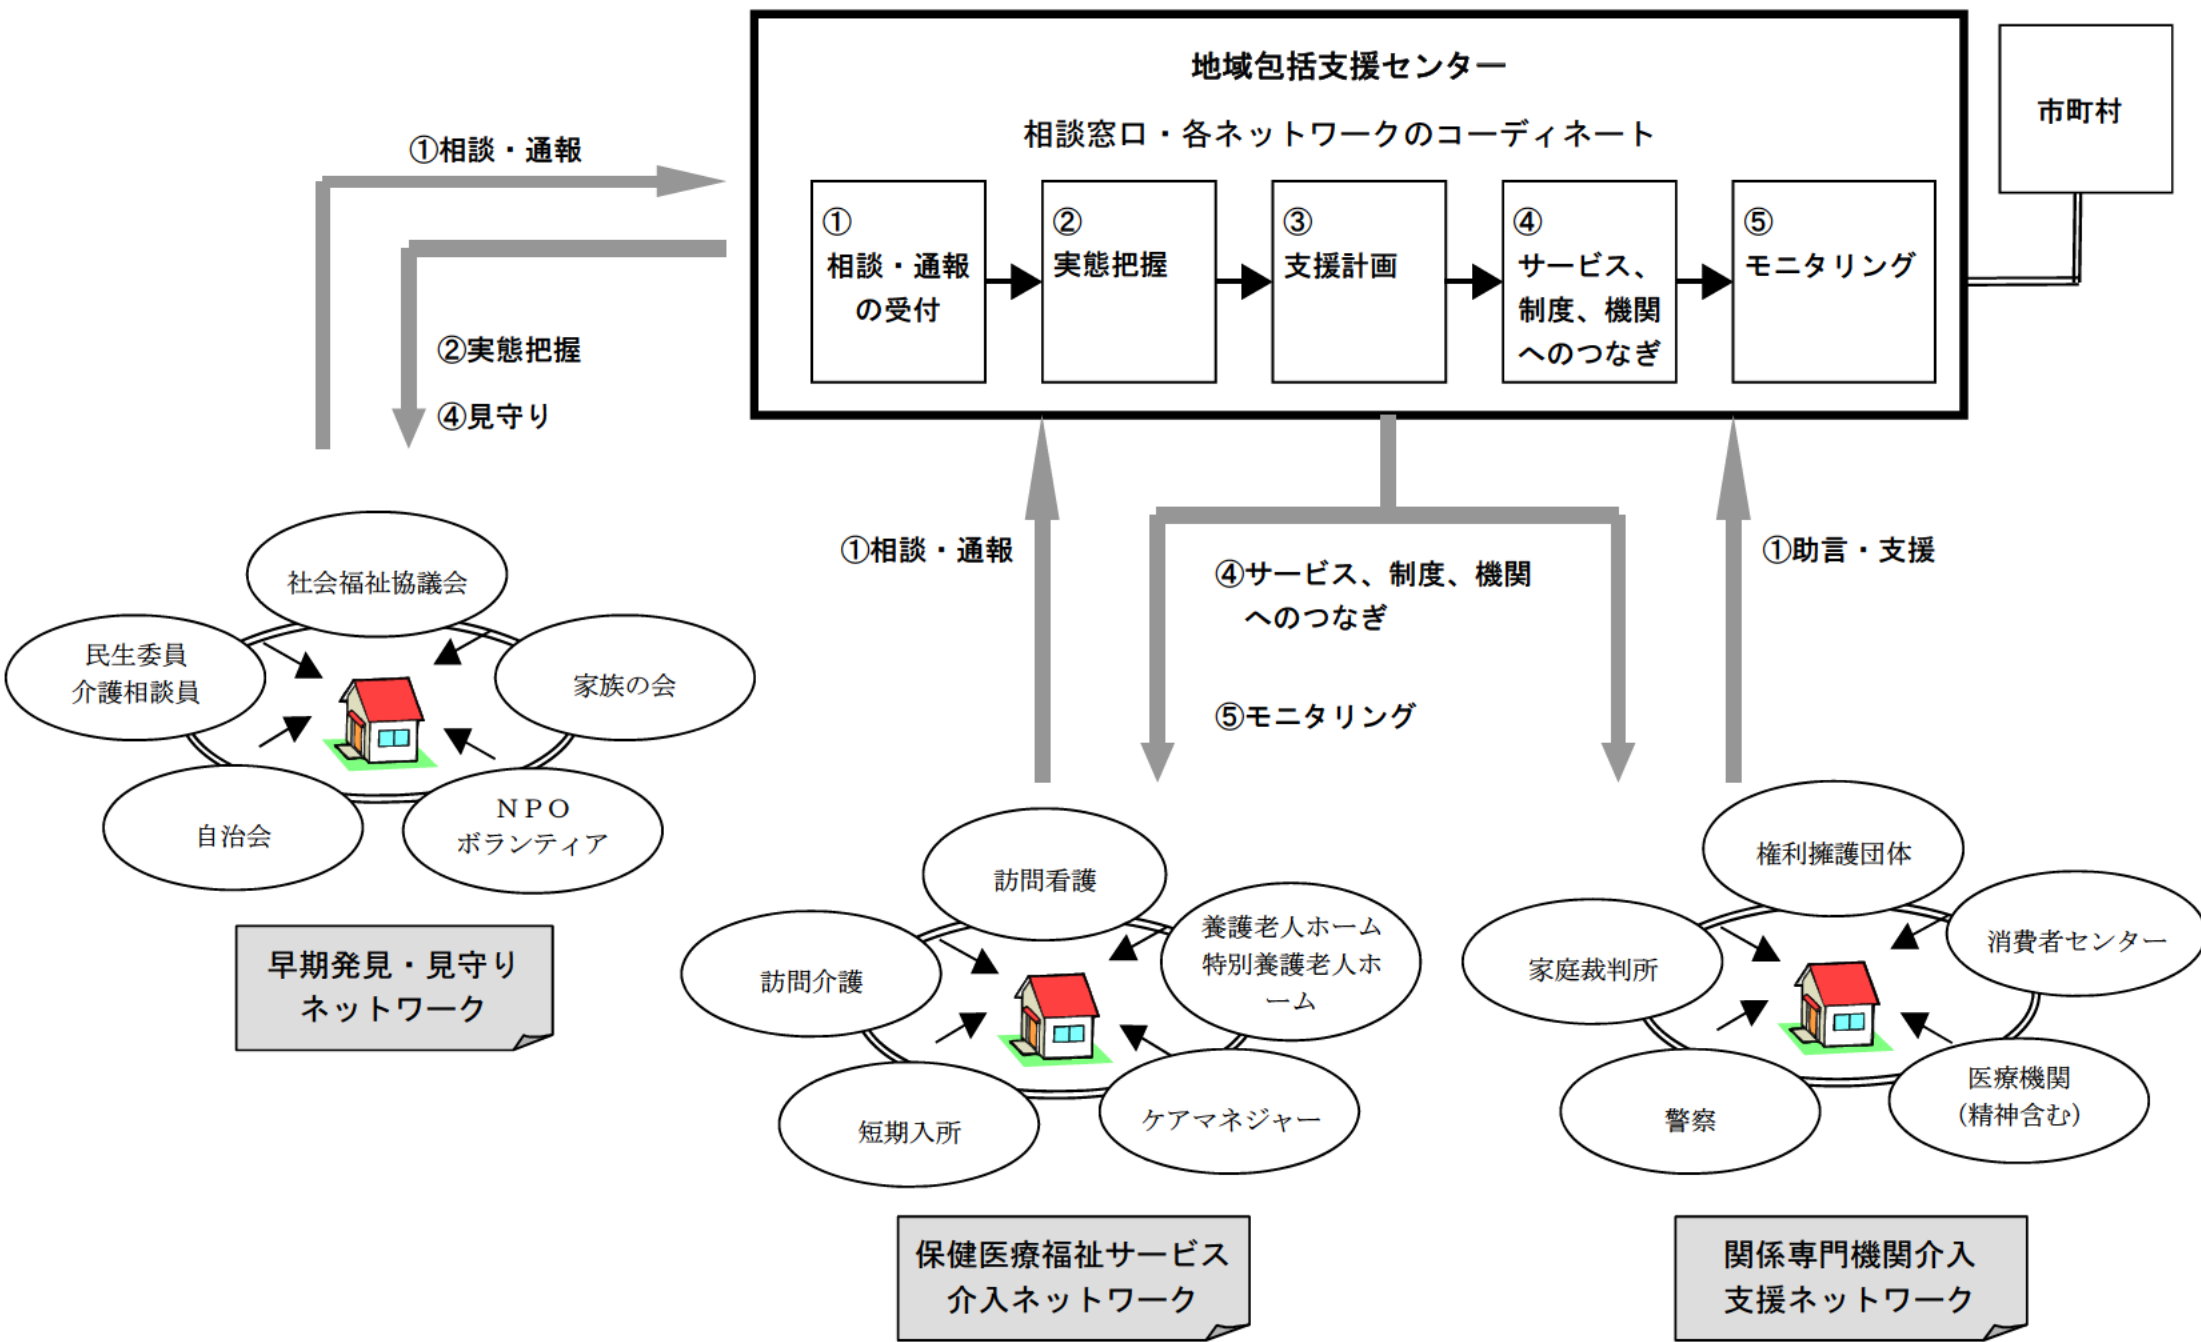 地域包括支援センター
相談窓口・各ネットワークのコーディネート
市町村
①
相談・通報
の受付
②
実態把握
③
支援計画
④
サービス、
制度、機関
へのつなぎ
⑤
モニタリング
①相談・通報
②実態把握
④見守り
①相談・通報
④サービス、制度、機関
へのつなぎ
⑤モニタリング
①助言・支援
社会福祉協議会
民生委員
介護相談員
家族の会
自治会
ＮＰＯ
ボランティア
早期発見・見守り
ネットワーク
訪問看護
訪問介護
養護老人ホーム
特別養護老人ホ
ーム
短期入所
ケアマネジャー
保健医療福祉サービス
介入ネットワーク
権利擁護団体
家庭裁判所
消費者センター
警察
医療機関
（精神含む）
関係専門機関介入
支援ネットワーク